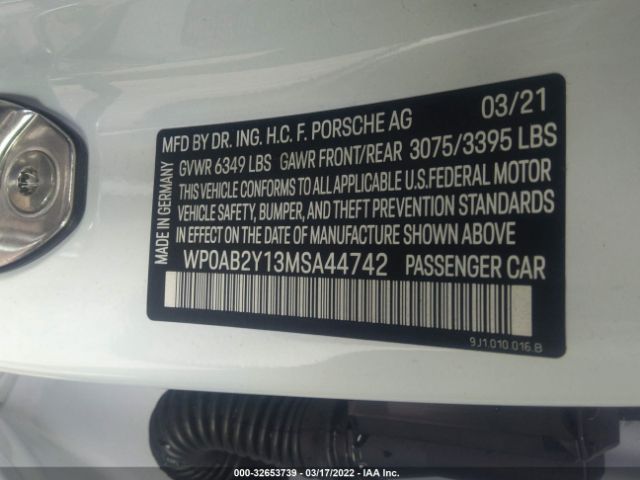 03/21
MFD BY DR. ING. H.C. F. PORSCHE AG
GVWR 6349 LBS GAWR FRONT/REAR 3075/3395 LBS
THIS VEHICLE CONFORMS TO ALL APPLICABLE U.S. FEDERAL MOTOR
VEHICLE SAFETY, BUMPER, AND THEFT PREVENTION STANDARDS
IN EFFECT ON THE DATE OF MANUFACTURE SHOWN ABOVE.
WP0AB2Y13MSA44742 PASSENGER CAR
MADE IN GERMANY
9J1.010.016.B
000-32653739 - 03/17/2022 - IAA Inc.